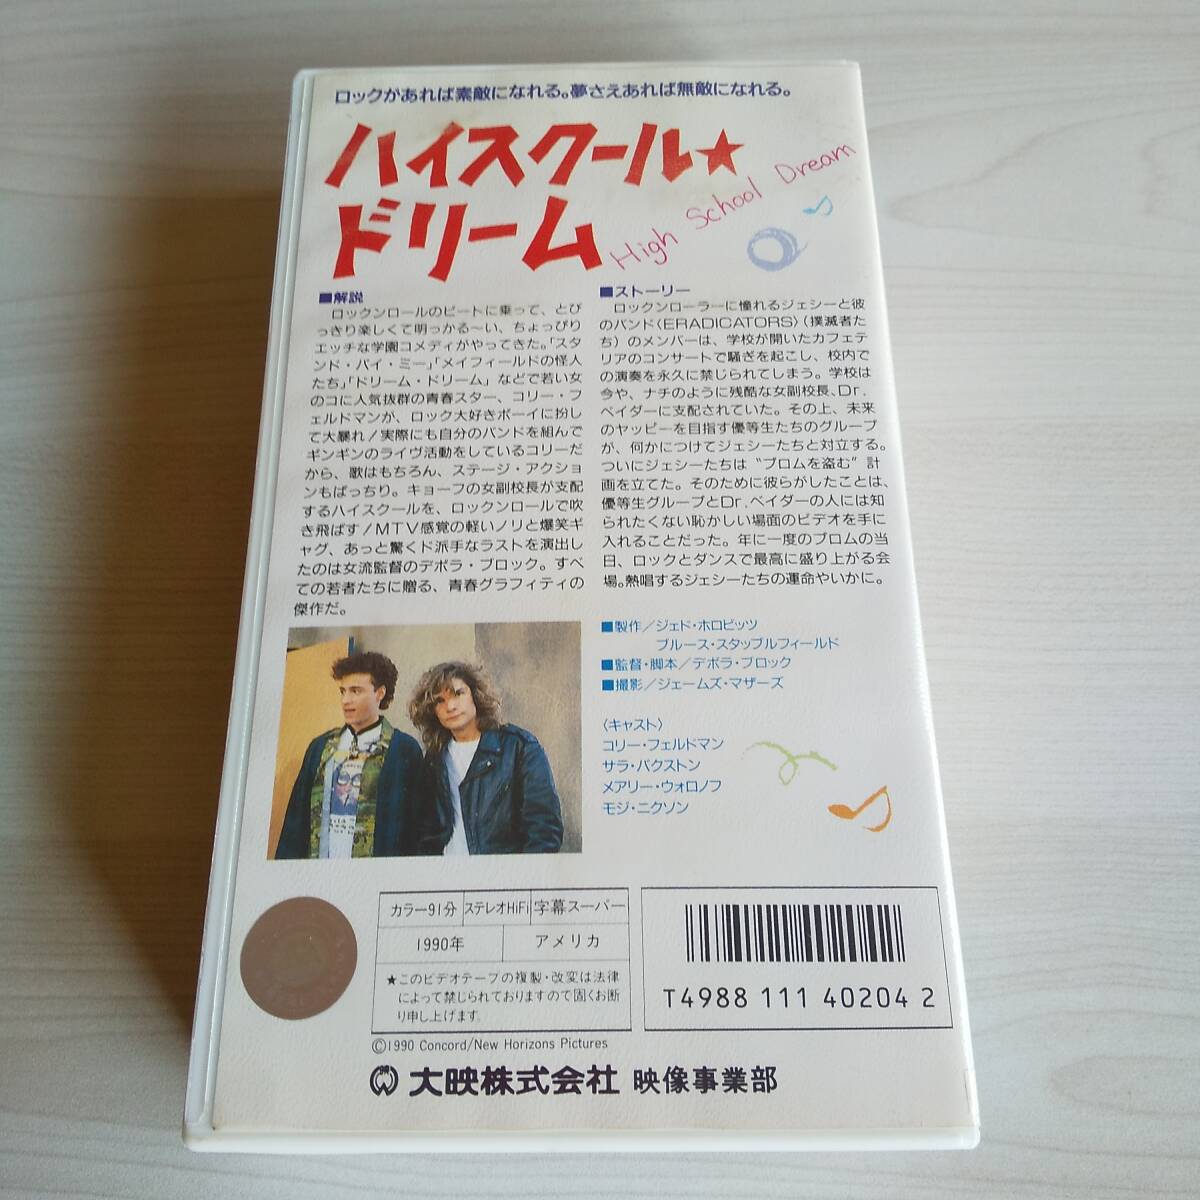 ロックがあれば素敵になれる。夢さえあれば無敵になれる。
ハイスクール★
ドリーム
High School Dream
■解説
ロックンロールのビートに乗って、とび
っきり楽しくて明っかる〜い、ちょっぴり
エッチな学園コメディがやってきた。「スタ
ンド・バイ・ミー」「メイフィールドの怪人
たち」「ドリーム・ドリーム」などで若い女
のコに人気抜群の青春スター、コリー・フ
ェルドマンが、ロック大好きボーイに扮し
て大暴れ!実際にも自分のバンドを組んで
ギンギンのライヴ活動をしているコリーだ
から、歌はもちろん、ステージ・アクショ
ンもばっちり。キョーフの女副校長が支配
するハイスクールを、ロックンロールで吹
き飛ばす!MTV感覚の軽いノリと爆笑ギ
ャグ、あっと驚くド派手なラストを演出し
たのは女流監督のデボラ・ブロック。すべ
ての若者たちに贈る、青春グラフィティの
傑作だ。
■ストーリー
ロックンローラーに憧れるジェシーと彼
のバンド〈ERADICATORS〉(撲滅者た
ち)のメンバーは、学校が開いたカフェテ
リアのコンサートで騒ぎを起こし、校内で
の演奏を永久に禁じられてしまう。学校は
今や、ナチのように残酷な女副校長、Dr.
ベイダーに支配されていた。その上、未来
のヤッピーを目指す優等生たちのグループ
が、何かにつけてジェシーたちと対立する。
ついにジェシーたちは“プロムを盗む”計
画を立てた。そのために彼らがしたことは、
優等生グループとDr.ベイダーの人には知
られたくない恥かしい場面のビデオを手に
入れることだった。年に一度のプロムの当
日、ロックとダンスで最高に盛り上がる会
場。熱唱するジェシーたちの運命やいかに。
■製作/ジェド・ホロビッツ
ブルース・スタッブルフィールド
■監督・脚本/デボラ・ブロック
■撮影/ジェームズ・マザーズ
〈キャスト〉
コリー・フェルドマン
サラ・バクストン
メアリー・ウォロノフ
モジ・ニクソン
カラー91分 ステレオHiFi 字幕スーパー
1990年 アメリカ
★このビデオテープの複製・改変は法律
によって禁じられておりますので固くお断
り申し上げます。
T4988 111 40204 2
©1990 Concord/New Horizons Pictures
大映株式会社 映像事業部